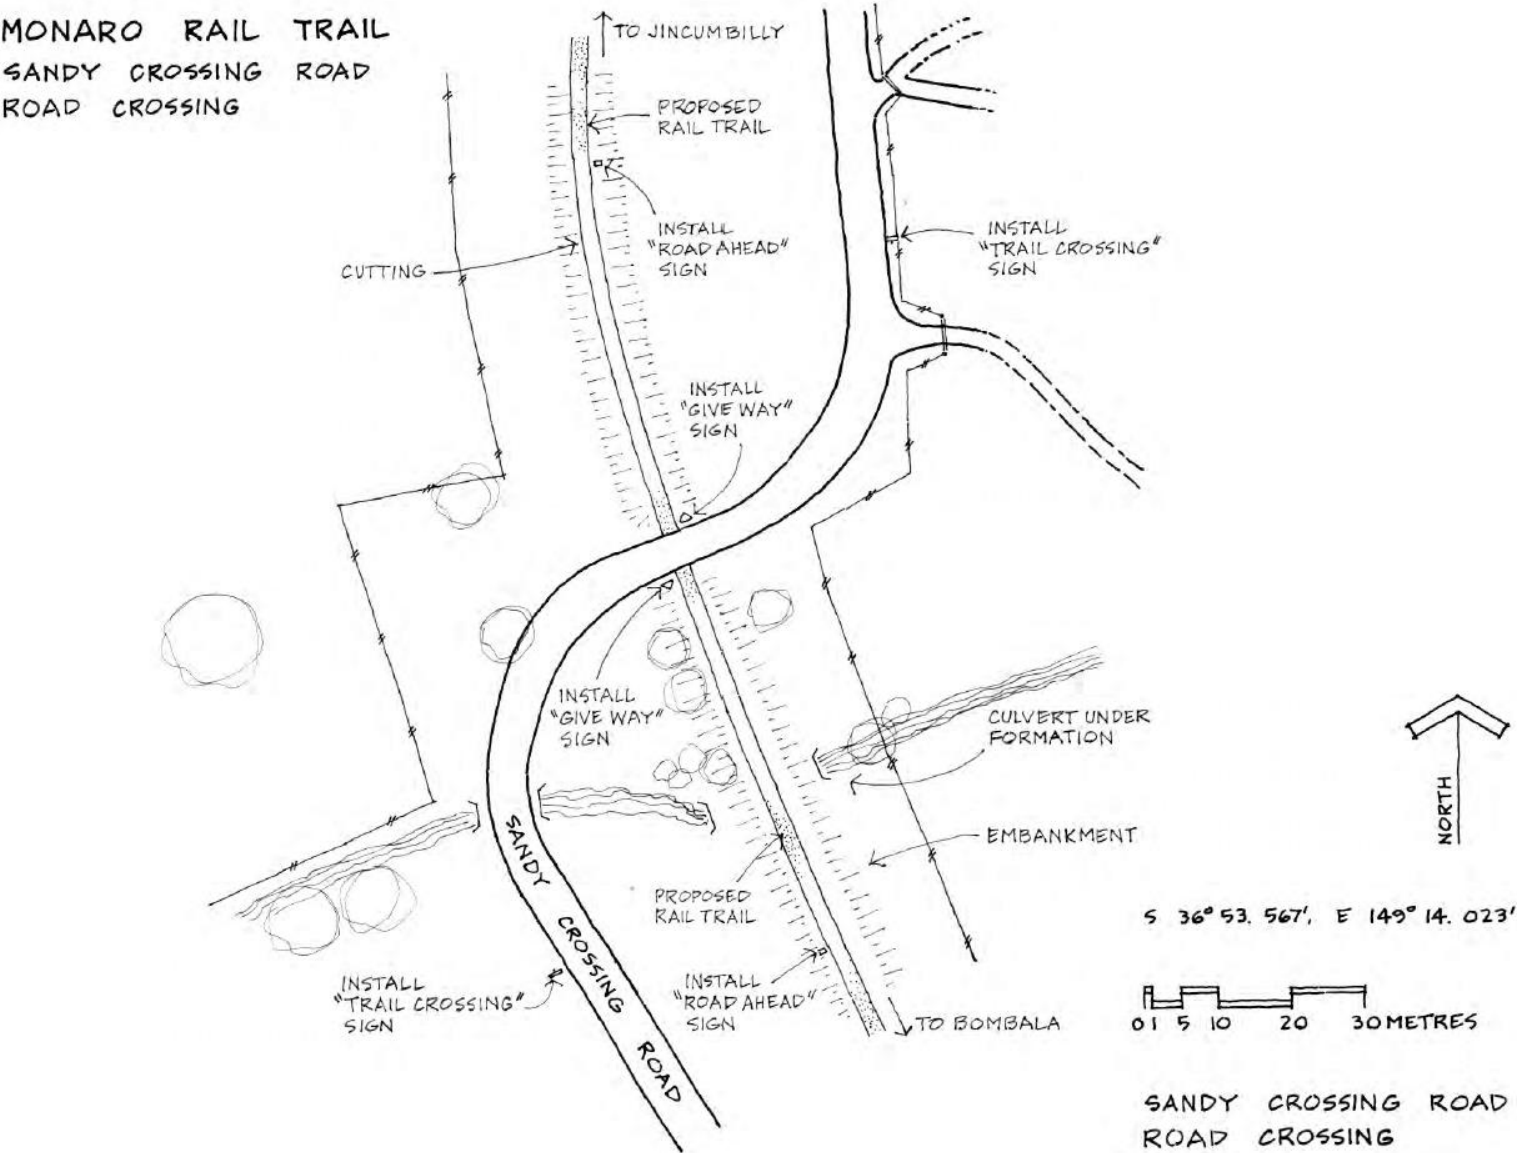 MONARO RAIL TRAIL
SANDY CROSSING ROAD
ROAD CROSSING
TO JINCUMBILLY
PROPOSED
RAIL TRAIL
INSTALL
"ROAD AHEAD"
SIGN
INSTALL
"TRAIL CROSSING"
SIGN
CUTTING
INSTALL
"GIVE WAY"
SIGN
INSTALL
"GIVE WAY"
SIGN
CULVERT UNDER
FORMATION
NORTH
EMBANKMENT
SANDY CROSSING ROAD
PROPOSED
RAIL TRAIL
S 36° 53. 567', E 149° 14. 023'
INSTALL
"TRAIL CROSSING"
SIGN
INSTALL
"ROAD AHEAD"
SIGN
TO BOMBALA
0 1 5 10 20 30 METRES
SANDY CROSSING ROAD
ROAD CROSSING